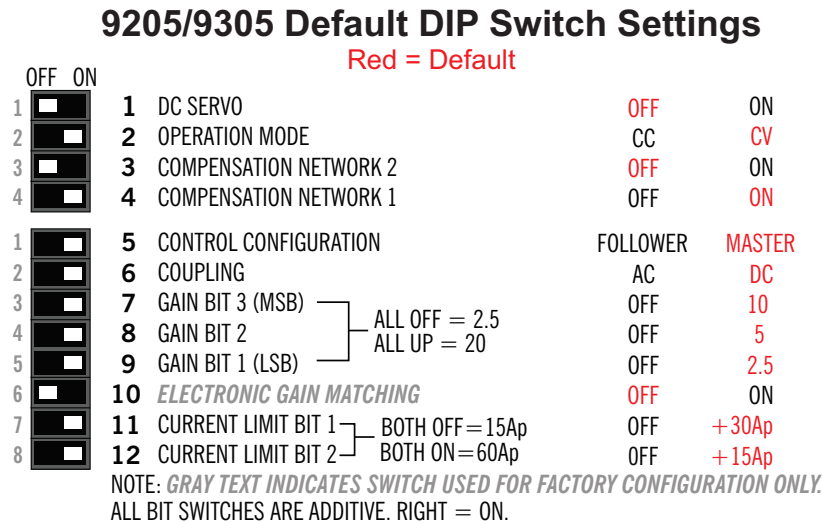 9205/9305 Default DIP Switch Settings
Red = Default
OFF ON
1 1 DC SERVO OFF ON
2 2 OPERATION MODE CC CV
3 3 COMPENSATION NETWORK 2 OFF ON
4 4 COMPENSATION NETWORK 1 OFF ON
1 5 CONTROL CONFIGURATION FOLLOWER MASTER
2 6 COUPLING AC DC
3 7 GAIN BIT 3 (MSB) OFF 10
ALL OFF = 2.5
4 8 GAIN BIT 2 OFF 5
ALL UP = 20
5 9 GAIN BIT 1 (LSB) OFF 2.5
6 10 ELECTRONIC GAIN MATCHING OFF ON
7 11 CURRENT LIMIT BIT 1 BOTH OFF=15Ap OFF +30Ap
8 12 CURRENT LIMIT BIT 2 BOTH ON=60Ap OFF +15Ap
NOTE: GRAY TEXT INDICATES SWITCH USED FOR FACTORY CONFIGURATION ONLY.
ALL BIT SWITCHES ARE ADDITIVE. RIGHT = ON.